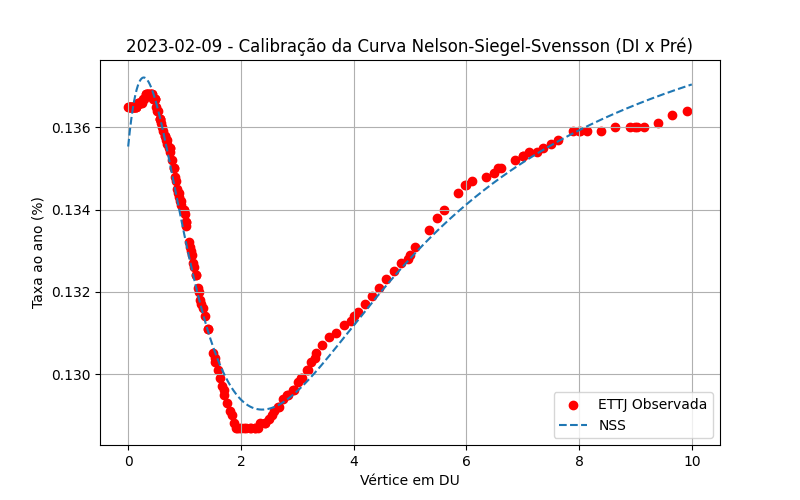 2023-02-09 - Calibração da Curva Nelson-Siegel-Svensson (DI x Pré)
Taxa ao ano (%)
0.136
0.134
0.132
0.130
0 2 4 6 8 10
Vértice em DU
ETTJ Observada
NSS